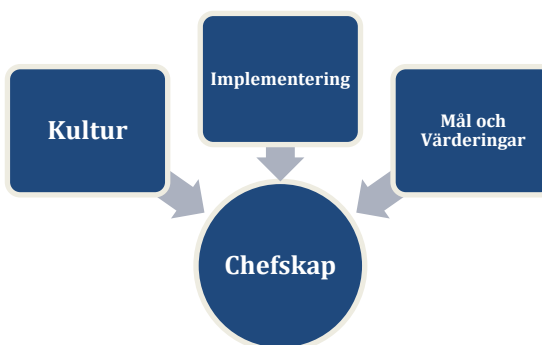 Implementering
Kultur
Mål och
Värderingar
Chefskap